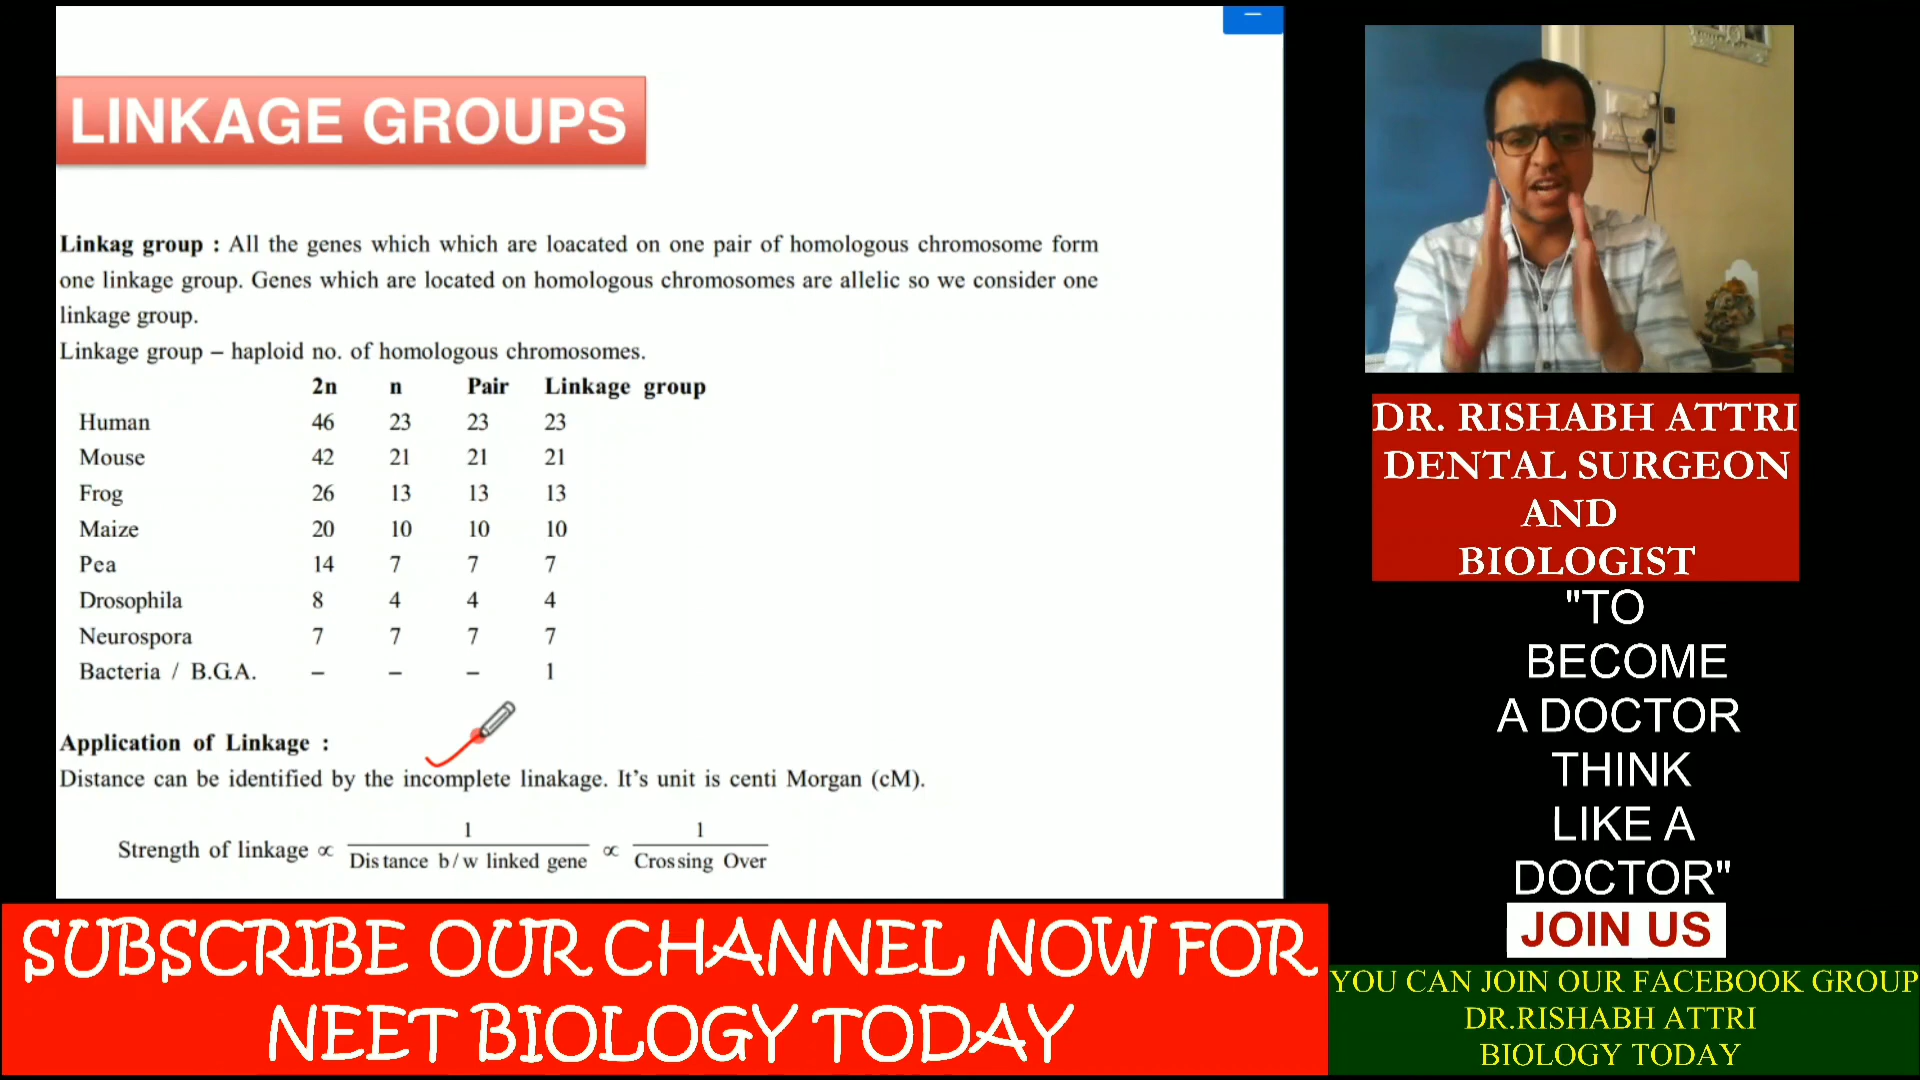 LINKAGE GROUPS
Linkag group : All the genes which which are loacated on one pair of homologous chromosome form
one linkage group. Genes which are located on homologous chromosomes are allelic so we consider one
linkage group.
Linkage group – haploid no. of homologous chromosomes.
2n n Pair Linkage group
Human 46 23 23 23
Mouse 42 21 21 21
Frog 26 13 13 13
Maize 20 10 10 10
Pea 14 7 7 7
Drosophila 8 4 4 4
Neurospora 7 7 7 7
Bacteria / B.G.A. – – – 1
Application of Linkage :
Distance can be identified by the incomplete linakage. It's unit is centi Morgan (cM).
Strength of linkage ∝ 1 / Distance b/w linked gene ∝ 1 / Crossing Over
DR. RISHABH ATTRI
DENTAL SURGEON
AND
BIOLOGIST
"TO
BECOME
A DOCTOR
THINK
LIKE A
DOCTOR"
JOIN US
SUBSCRIBE OUR CHANNEL NOW FOR
NEET BIOLOGY TODAY
YOU CAN JOIN OUR FACEBOOK GROUP
DR.RISHABH ATTRI
BIOLOGY TODAY